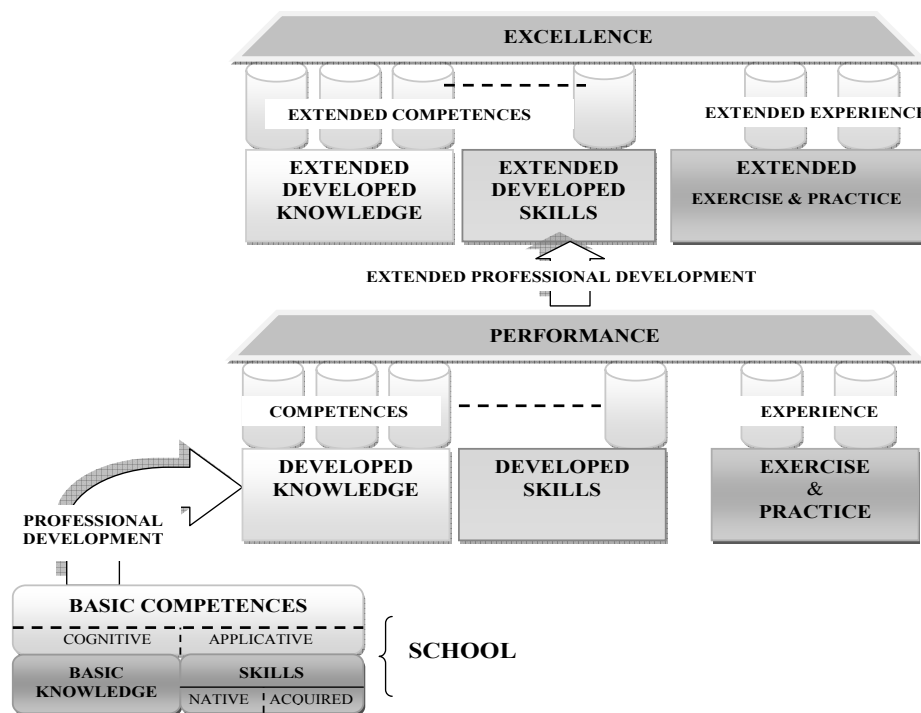 EXCELLENCE
EXTENDED COMPETENCES
EXTENDED EXPERIENCE
EXTENDED
DEVELOPED
KNOWLEDGE
EXTENDED
DEVELOPED
SKILLS
EXTENDED
EXERCISE & PRACTICE
EXTENDED PROFESSIONAL DEVELOPMENT
PERFORMANCE
COMPETENCES
EXPERIENCE
DEVELOPED
KNOWLEDGE
DEVELOPED
SKILLS
EXERCISE
&
PRACTICE
PROFESSIONAL
DEVELOPMENT
BASIC COMPETENCES
COGNITIVE
APPLICATIVE
BASIC
KNOWLEDGE
SKILLS
NATIVE
ACQUIRED
SCHOOL